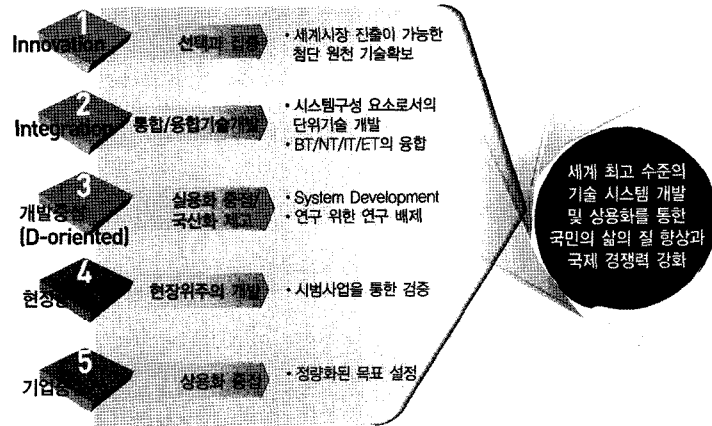 1
Innovation
선택과 집중
• 세계시장 진출이 가능한
첨단 원천 기술확보
2
Integration
통합/융합기술개발
• 시스템구성 요소로서의
단위기술 개발
• BT/NT/IT/ET의 융합
3
개발중점
(D-oriented)
실용화 중점/
국산화 제고
• System Development
• 연구 위한 연구 배제
4
현장
현장위주의 개발
• 시범사업을 통한 검증
5
기업
상용화 중점
• 정량화된 목표 설정
세계 최고 수준의
기술 시스템 개발
및 상용화를 통한
국민의 삶의 질 향상과
국제 경쟁력 강화